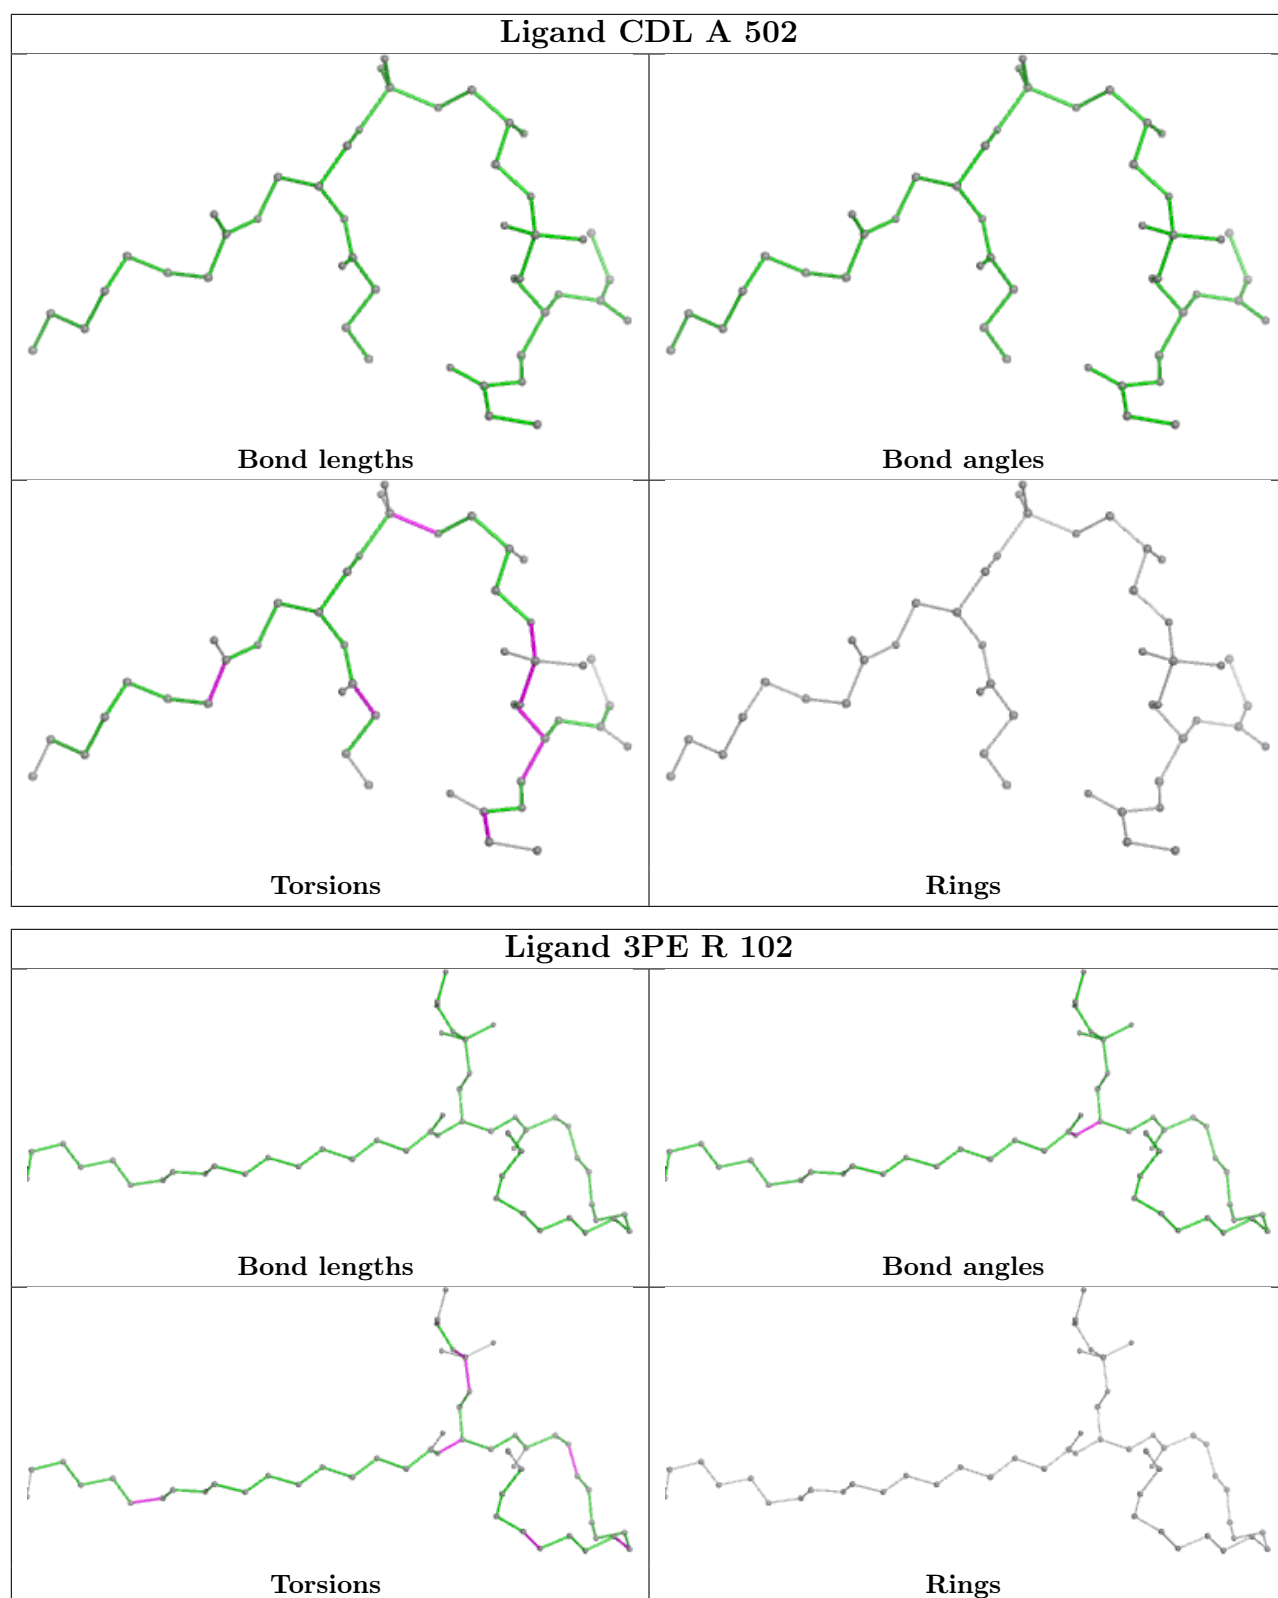 Ligand CDL A 502
Bond lengths
Bond angles
Torsions
Rings
Ligand 3PE R 102
Bond lengths
Bond angles
Torsions
Rings